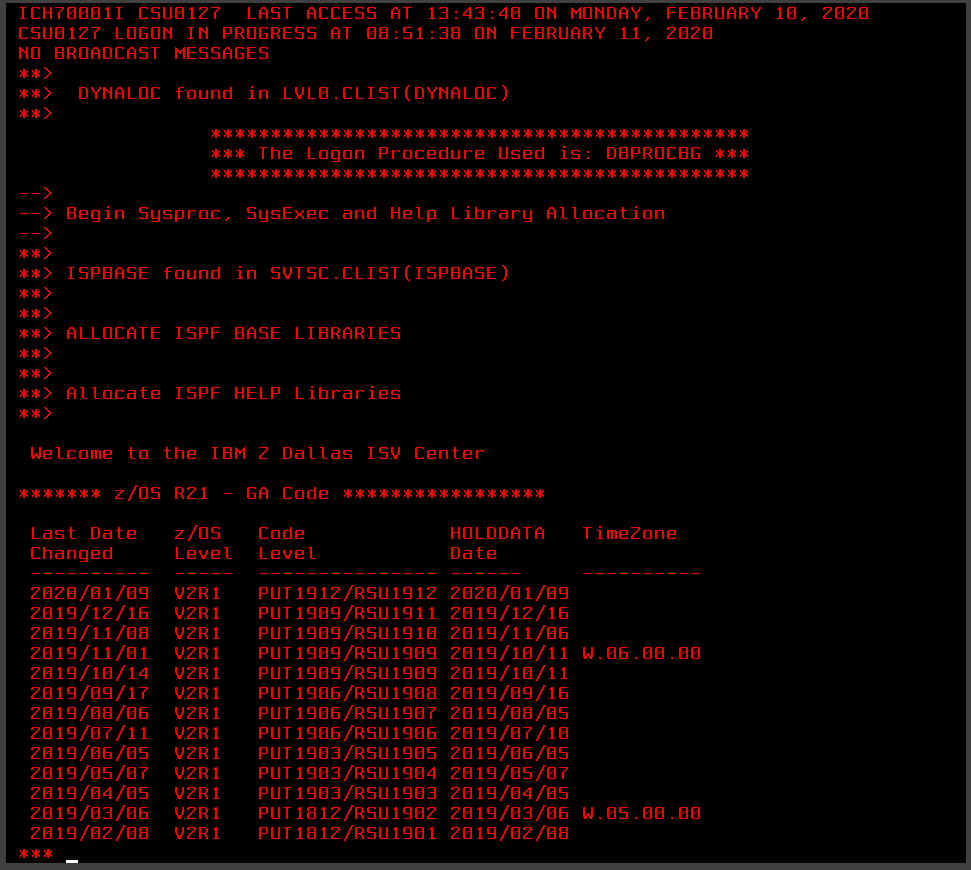 ICH70001I CSU0127  LAST ACCESS AT 13:43:40 ON MONDAY, FEBRUARY 10, 2020
CSU0127 LOGON IN PROGRESS AT 08:51:38 ON FEBRUARY 11, 2020
NO BROADCAST MESSAGES
**>
**>  DYNALOC found in LVL0.CLIST(DYNALOC)
**>
                *********************************************
                *** The Logon Procedure Used is: DBPROCBG ***
                *********************************************
-->
--> Begin Sysproc, SysExec and Help Library Allocation
-->
**>
**> ISPBASE found in SVTSC.CLIST(ISPBASE)
**>
**>
**> ALLOCATE ISPF BASE LIBRARIES
**>
**>
**> Allocate ISPF HELP Libraries
**>
 Welcome to the IBM Z Dallas ISV Center
******* z/OS R21 - GA Code *****************
 Last Date   z/OS   Code            HOLDDATA   TimeZone
 Changed     Level  Level           Date
 ----------  -----  --------------- ------     ----------
 2020/01/09  V2R1   PUT1912/RSU1912 2020/01/09
 2019/12/16  V2R1   PUT1909/RSU1911 2019/12/16
 2019/11/08  V2R1   PUT1909/RSU1910 2019/11/06
 2019/11/01  V2R1   PUT1909/RSU1909 2019/10/11 W.06.00.00
 2019/10/14  V2R1   PUT1909/RSU1909 2019/10/11
 2019/09/17  V2R1   PUT1906/RSU1908 2019/09/16
 2019/08/06  V2R1   PUT1906/RSU1907 2019/08/05
 2019/07/11  V2R1   PUT1906/RSU1906 2019/07/10
 2019/06/05  V2R1   PUT1903/RSU1905 2019/06/05
 2019/05/07  V2R1   PUT1903/RSU1904 2019/05/07
 2019/04/05  V2R1   PUT1903/RSU1903 2019/04/05
 2019/03/06  V2R1   PUT1812/RSU1902 2019/03/06 W.05.00.00
 2019/02/08  V2R1   PUT1812/RSU1901 2019/02/08
***